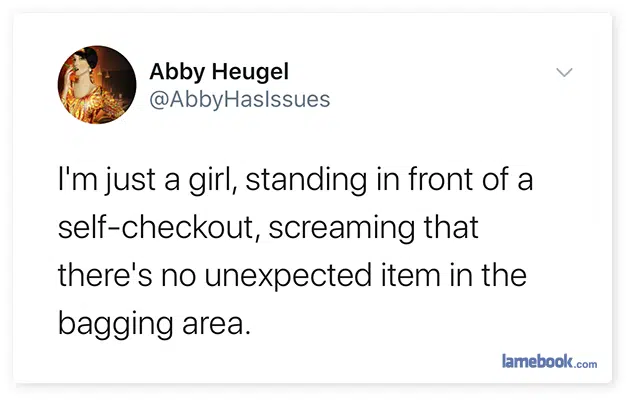 Abby Heugel
@AbbyHasIssues
I'm just a girl, standing in front of a
self-checkout, screaming that
there's no unexpected item in the
bagging area.
lamebook.com